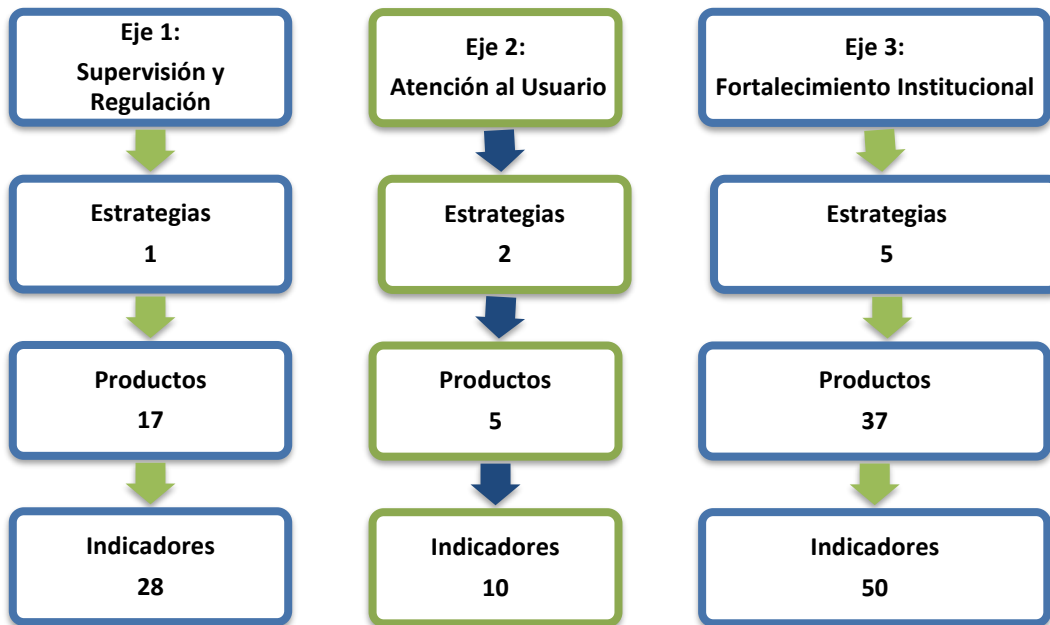 Eje 1:
Supervisión y
Regulación
Estrategias
1
Productos
17
Indicadores
28
Eje 2:
Atención al Usuario
Estrategias
2
Productos
5
Indicadores
10
Eje 3:
Fortalecimiento Institucional
Estrategias
5
Productos
37
Indicadores
50